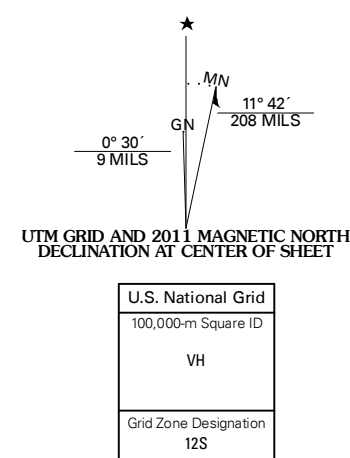 MN
11° 42´
208 MILS
GN
0° 30´
9 MILS
UTM GRID AND 2011 MAGNETIC NORTH
DECLINATION AT CENTER OF SHEET
U.S. National Grid
100,000-m Square ID
VH
Grid Zone Designation
12S